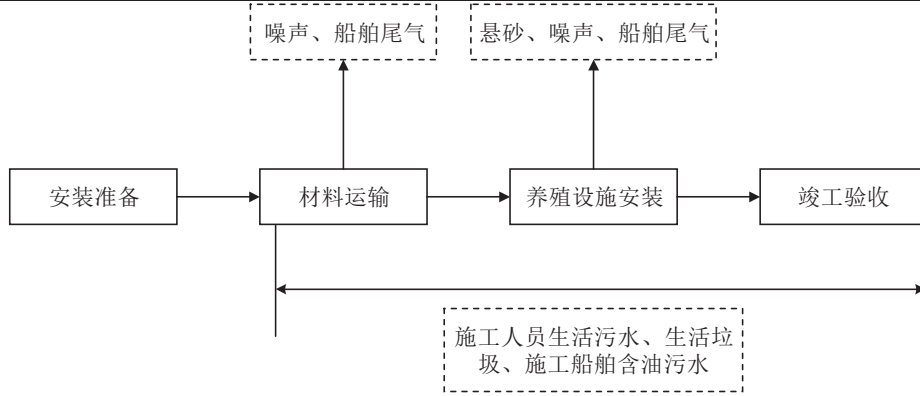 噪声、船舶尾气
悬砂、噪声、船舶尾气
安装准备
材料运输
养殖设施安装
竣工验收
施工人员生活污水、生活垃
圾、施工船舶含油污水